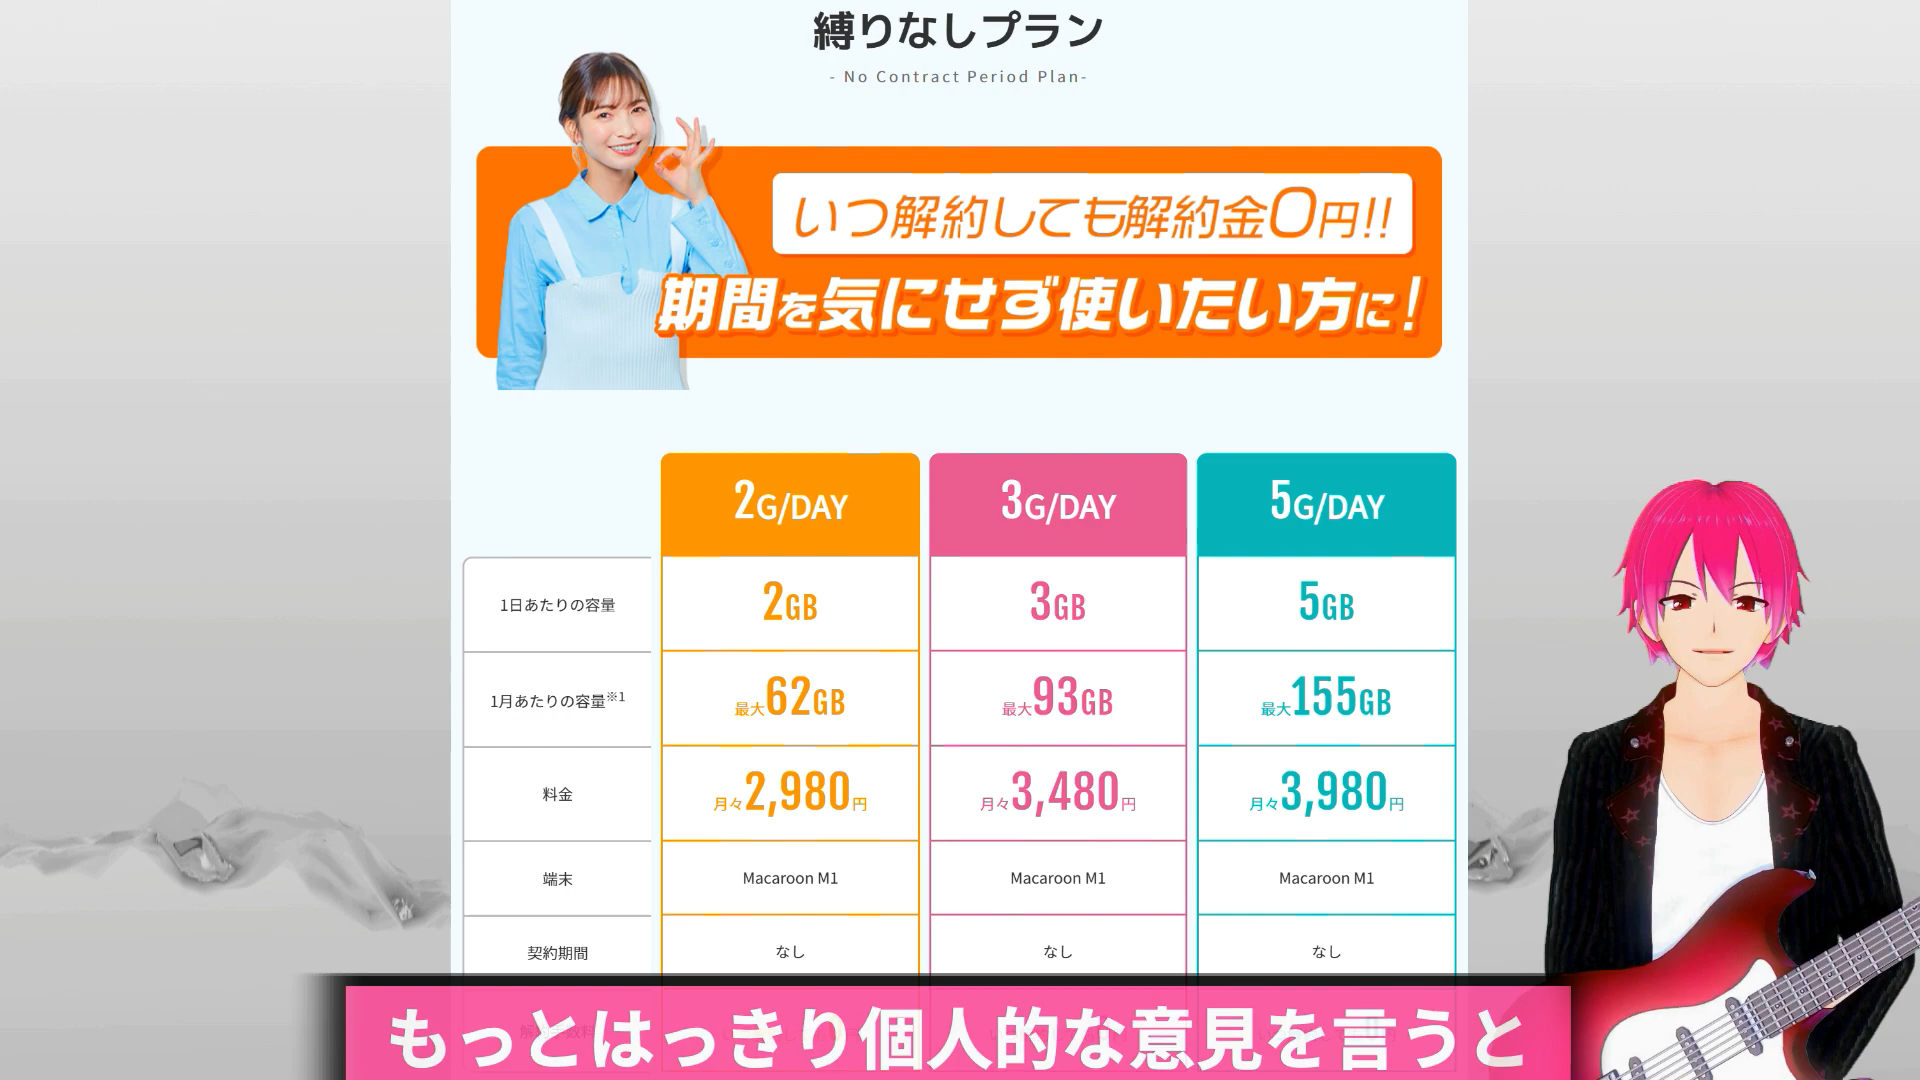 縛りなしプラン
- No Contract Period Plan-
いつ解約しても解約金0円!!
期間を気にせず使いたい方に!
2G/DAY 3G/DAY 5G/DAY
1日あたりの容量 2GB 3GB 5GB
1月あたりの容量※1 最大62GB 最大93GB 最大155GB
料金 月々2,980円 月々3,480円 月々3,980円
端末 Macaroon M1 Macaroon M1 Macaroon M1
契約期間 なし なし なし
もっとはっきり個人的な意見を言うと